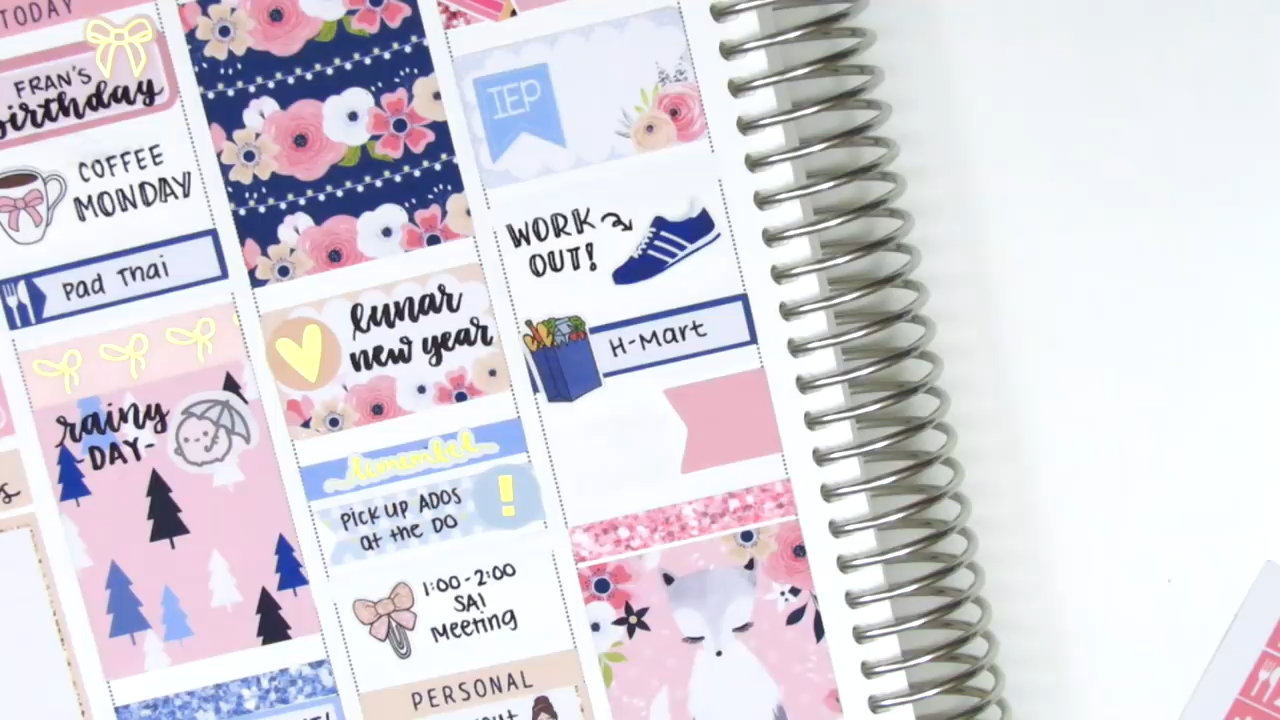 TODAY
FRAN'S
birthday
COFFEE
MONDAY
Pad Thai
rainy
-DAY-
lunar
new year
remember
Pick up ADOS
at the DO
!
1:00-2:00
SAI
Meeting
PERSONAL
IEP
WORK
OUT!
H-Mart